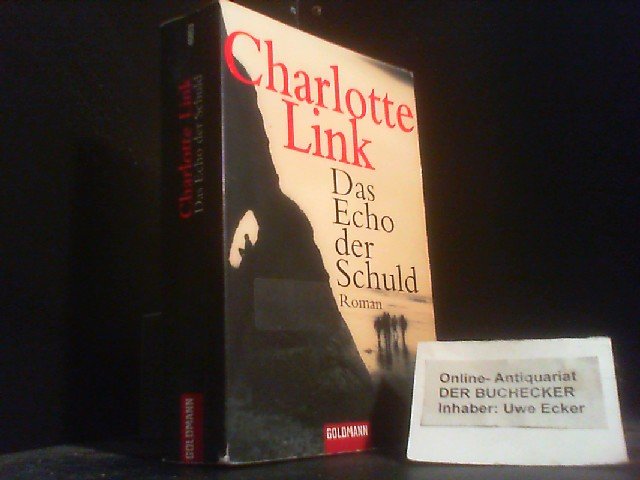 Charlotte Link
Das Echo der Schuld
GOLDMANN
Charlotte
Link
Das
Echo
der
Schuld
Roman
GOLDMANN
Online- Antiquariat
DER BUCHECKER
Inhaber: Uwe Ecker